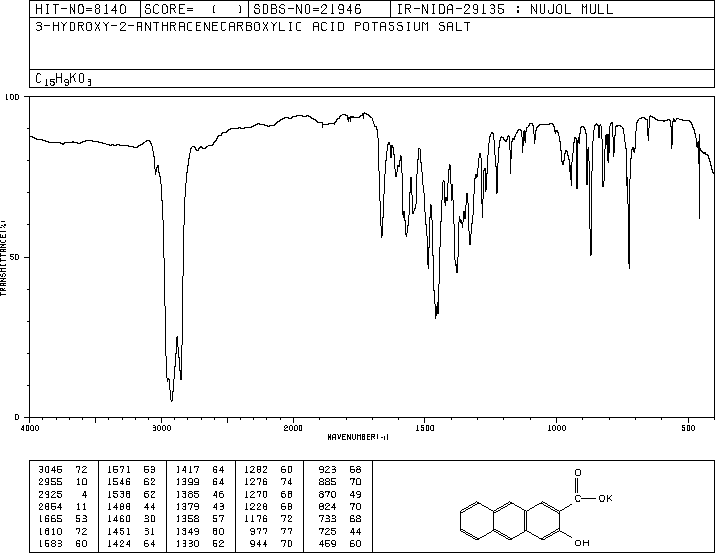 HIT-NO=8140 SCORE= ( ) SDBS-NO=21946 IR-NIDA-29135 : NUJOL MULL
3-HYDROXY-2-ANTHRACENECARBOXYLIC ACID POTASSIUM SALT
C15H9KO3
100
50
0
TRANSMITTANCE(%)
4000 3000 2000 1500 1000 500
WAVENUMBER(-1)
3045 72 1571 53 1417 64 1282 60 923 68
2955 10 1546 62 1399 64 1276 74 885 70
2925 4 1538 62 1385 46 1270 68 870 49
2854 11 1488 44 1379 43 1228 68 824 70
1665 53 1460 30 1358 57 1176 72 733 68
1610 72 1451 31 1349 60 977 77 725 44
1583 60 1424 64 1330 52 944 70 459 60
O
C OK
OH